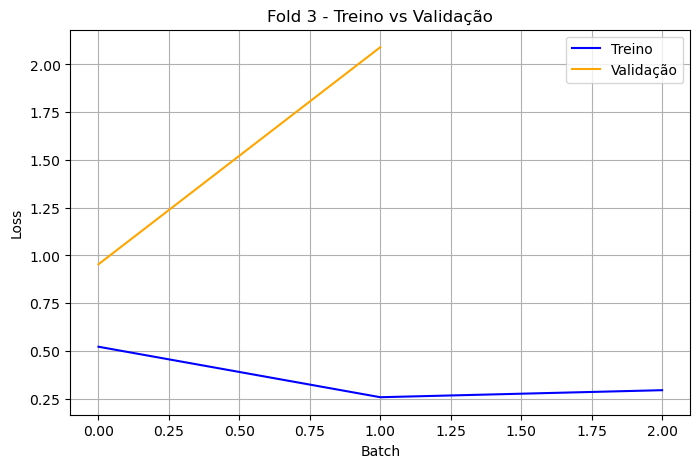 Fold 3 - Treino vs Validação
Treino
Validação
Loss
2.00
1.75
1.50
1.25
1.00
0.75
0.50
0.25
0.00 0.25 0.50 0.75 1.00 1.25 1.50 1.75 2.00
Batch